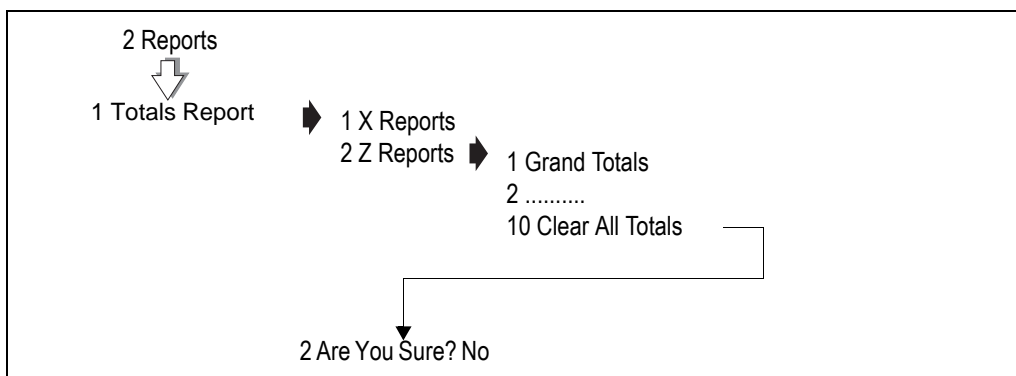 2 Reports
1 Totals Report
1 X Reports
2 Z Reports
1 Grand Totals
2 ..........
10 Clear All Totals
2 Are You Sure? No